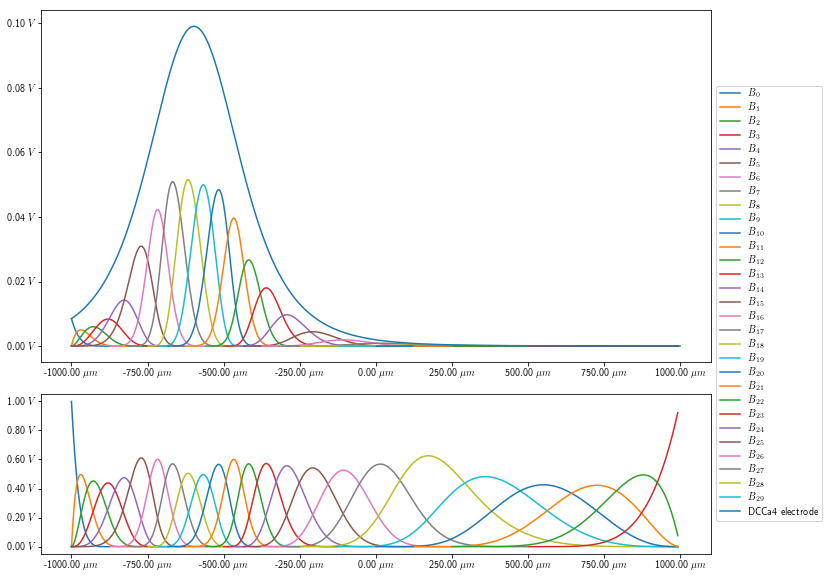 0.10 V
0.08 V
0.06 V
0.04 V
0.02 V
0.00 V
-1000.00 μm -750.00 μm -500.00 μm -250.00 μm 0.00 μm 250.00 μm 500.00 μm 750.00 μm 1000.00 μm
1.00 V
0.80 V
0.60 V
0.40 V
0.20 V
0.00 V
-1000.00 μm -750.00 μm -500.00 μm -250.00 μm 0.00 μm 250.00 μm 500.00 μm 750.00 μm 1000.00 μm
B₀
B₁
B₂
B₃
B₄
B₅
B₆
B₇
B₈
B₉
B₁₀
B₁₁
B₁₂
B₁₃
B₁₄
B₁₅
B₁₆
B₁₇
B₁₈
B₁₉
B₂₀
B₂₁
B₂₂
B₂₃
B₂₄
B₂₅
B₂₆
B₂₇
B₂₈
B₂₉
DCCa4 electrode